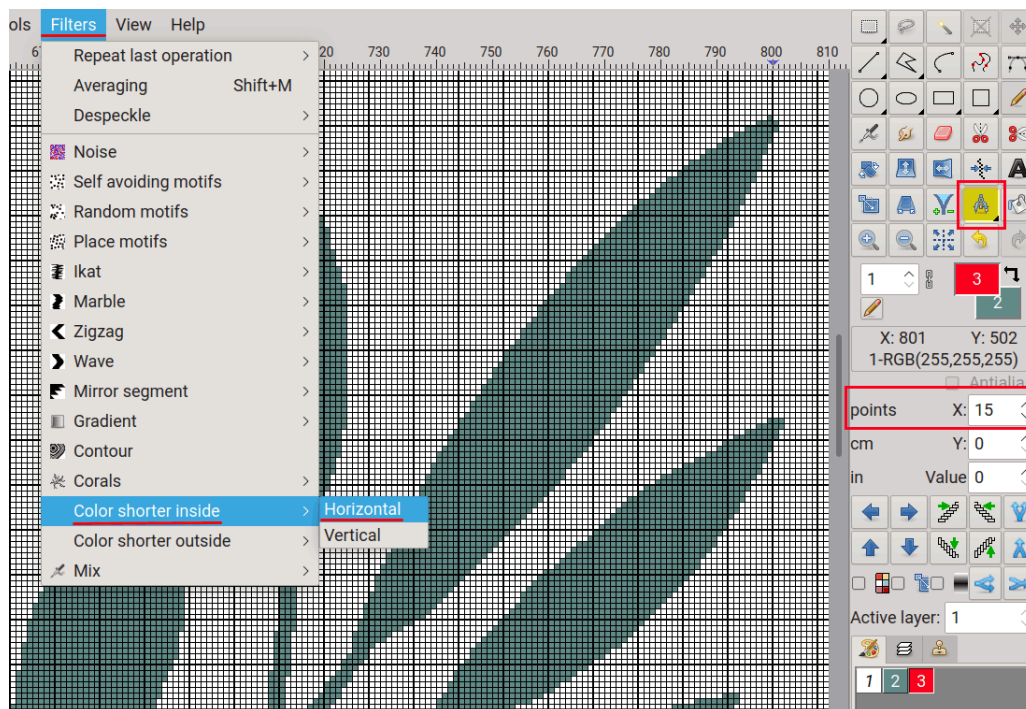 ols Filters View Help
720 730 740 750 760 770 780 790 800 810
Repeat last operation
Averaging Shift+M
Despeckle
Noise
Self avoiding motifs
Random motifs
Place motifs
Ikat
Marble
Zigzag
Wave
Mirror segment
Gradient
Contour
Corals
Color shorter inside
Horizontal
Color shorter outside
Vertical
Mix
A
1
3
2
X: 801 Y: 502
1-RGB(255,255,255)
Antialia
points X: 15
cm Y: 0
in Value 0
Active layer: 1
1 2 3